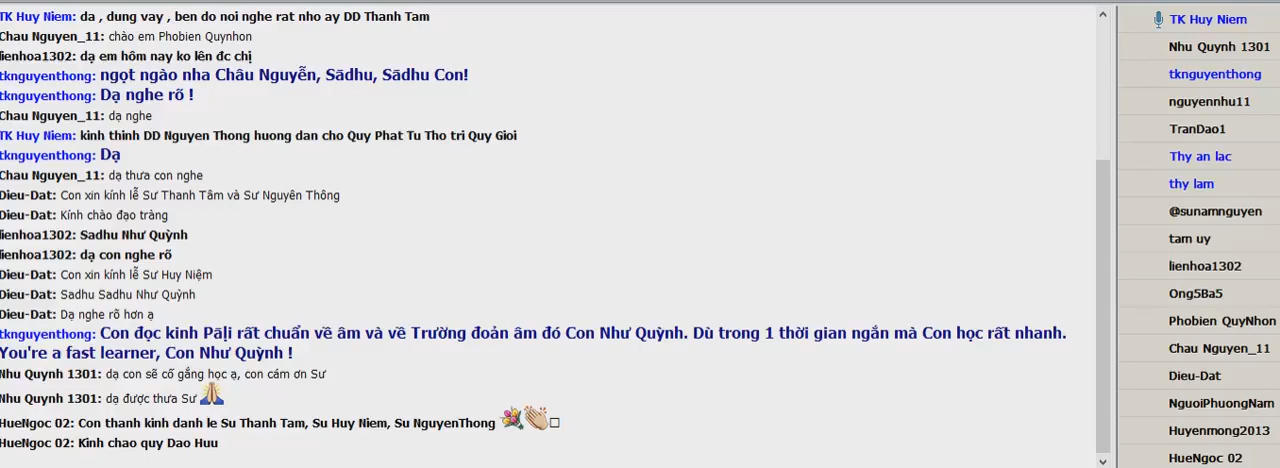 TK Huy Niem: da , dung vay , ben do noi nghe rat nho ay DD Thanh Tam
Chau Nguyen_11: chào em Phobien Quynhon
lienhoa1302: dạ em hôm nay ko lên đc chị
tknguyenthong: ngọt ngào nha Châu Nguyễn, Sādhu, Sādhu Con!
tknguyenthong: Dạ nghe rõ !
Chau Nguyen_11: dạ nghe
TK Huy Niem: kinh thinh DD Nguyen Thong huong dan cho Quy Phat Tu Tho tri Quy Gioi
tknguyenthong: Dạ
Chau Nguyen_11: dạ thưa con nghe
Dieu-Dat: Con xin kính lễ Sư Thanh Tâm và Sư Nguyên Thông
Dieu-Dat: Kính chào đạo tràng
lienhoa1302: Sadhu Như Quỳnh
lienhoa1302: dạ con nghe rõ
Dieu-Dat: Con xin kính lễ Sư Huy Niệm
Dieu-Dat: Sadhu Sadhu Như Quỳnh
Dieu-Dat: Dạ nghe rõ hơn ạ
tknguyenthong: Con đọc kinh Pāḷi rất chuẩn về âm và về Trường đoản âm đó Con Như Quỳnh. Dù trong 1 thời gian ngắn mà Con học rất nhanh.
You're a fast learner, Con Như Quỳnh !
Nhu Quynh 1301: dạ con sẽ cố gắng học ạ, con cám ơn Sư
Nhu Quynh 1301: dạ được thưa Sư
HueNgoc 02: Con thanh kinh danh le Su Thanh Tam, Su Huy Niem, Su NguyenThong
HueNgoc 02: Kinh chao quy Dao Huu
TK Huy Niem
Nhu Quynh 1301
tknguyenthong
nguyennhu11
TranDao1
Thy an lac
thy lam
@sunamnguyen
tam uy
lienhoa1302
Ong5Ba5
Phobien QuyNhon
Chau Nguyen_11
Dieu-Dat
NguoiPhuongNam
Huyenmong2013
HueNgoc 02